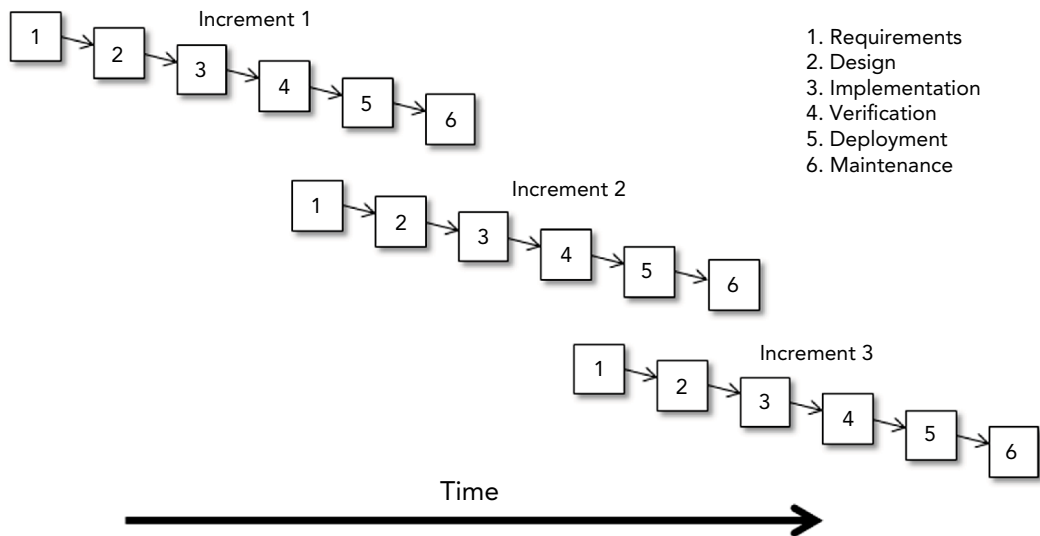 Increment 1
1
2
3
4
5
6
1. Requirements
2. Design
3. Implementation
4. Verification
5. Deployment
6. Maintenance
Increment 2
1
2
3
4
5
6
Increment 3
1
2
3
4
5
6
Time